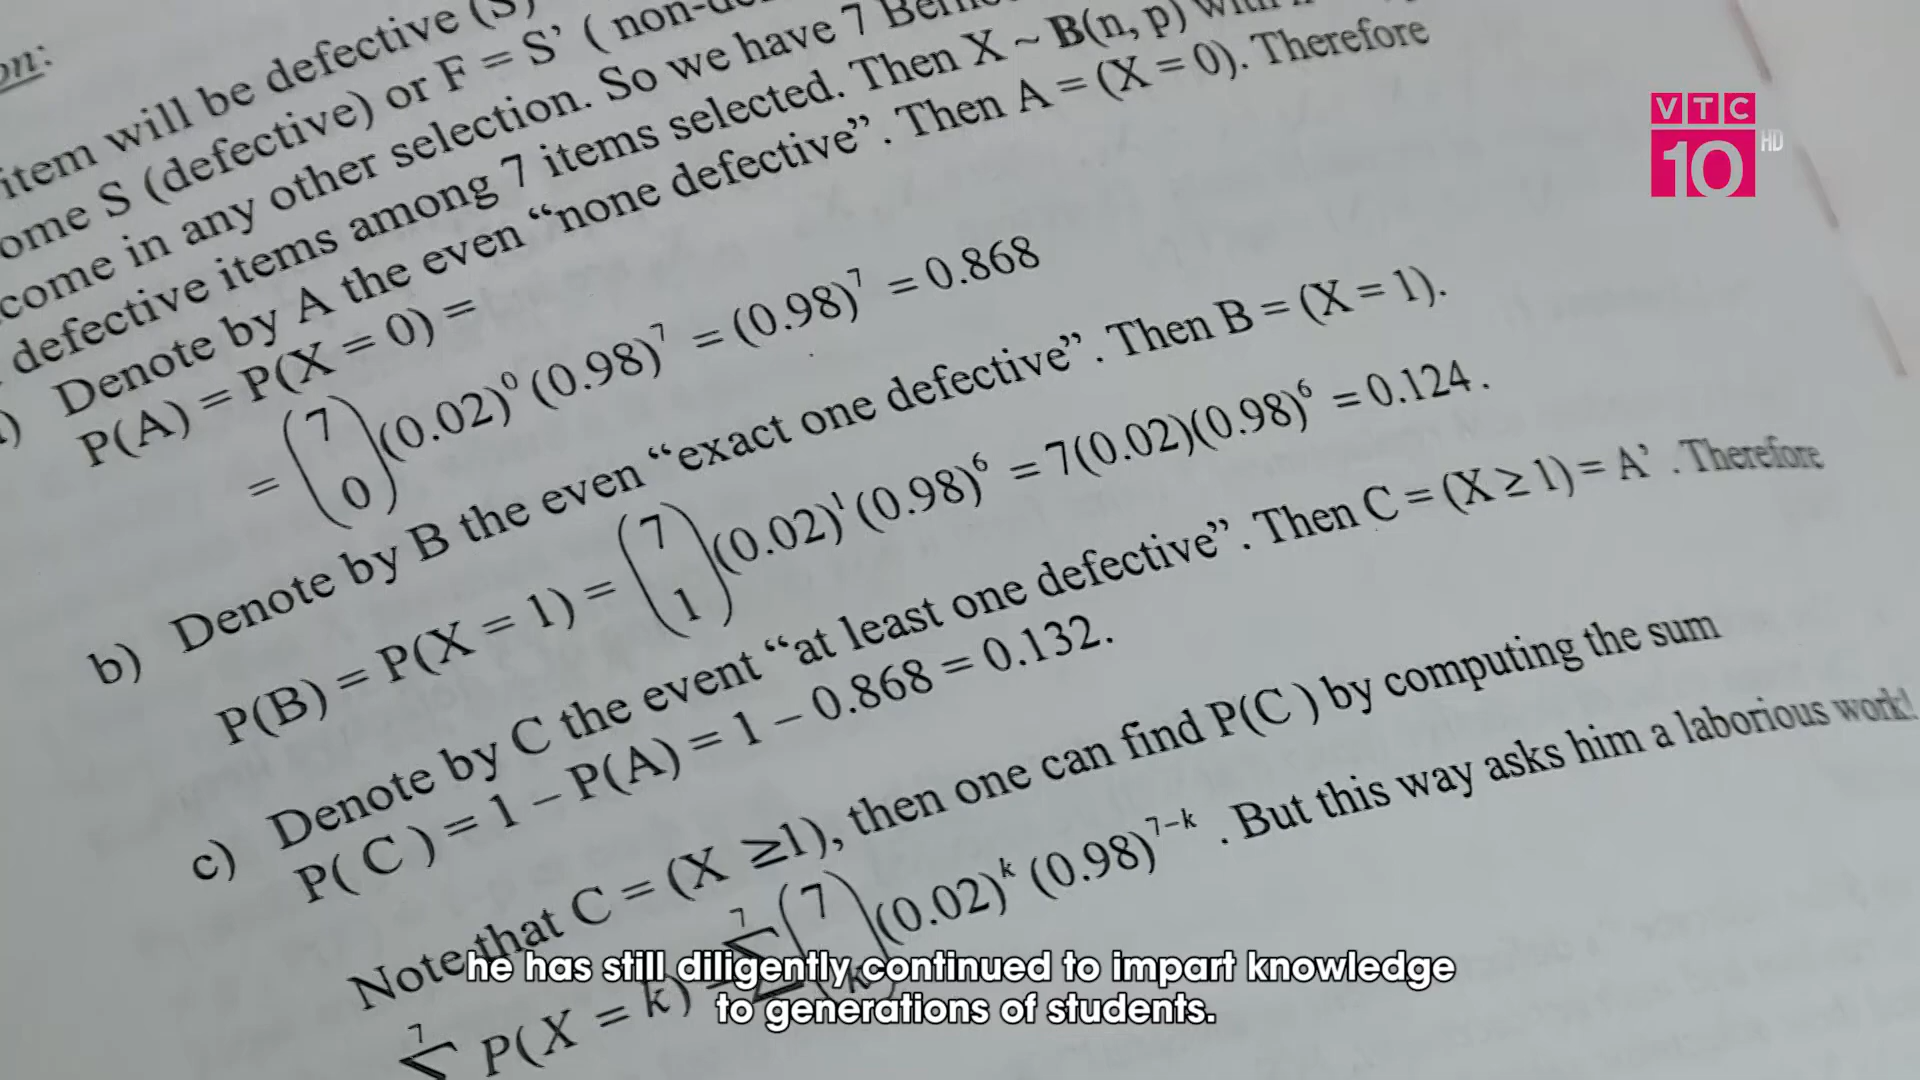 on:
item will be defective (S)
ome S (defective) or F = S’ ( non-
come in any other selection. So we have 7
defective items among 7 items selected. Then X ~ B(n, p) with
Denote by A the even “none defective”. Then A = (X = 0). Therefore
P(A) = P(X = 0) =
= (7 0)(0.02)⁰(0.98)⁷ = (0.98)⁷ = 0.868
b) Denote by B the even “exact one defective”. Then B = (X = 1).
P(B) = P(X = 1) = (7 1)(0.02)¹(0.98)⁶ = 7(0.02)(0.98)⁶ = 0.124.
c) Denote by C the event “at least one defective”. Then C = (X ≥ 1) = A’. Therefore
P( C ) = 1 – P(A) = 1 – 0.868 = 0.132.
Note that C = (X ≥1), then one can find P(C ) by computing the sum
7 ∑ P(X = k) = 7 ∑ (7 k)(0.02)ᵏ(0.98)⁷⁻ᵏ . But this way asks him a laborious work!
VTC
10 HD
he has still diligently continued to impart knowledge
to generations of students.